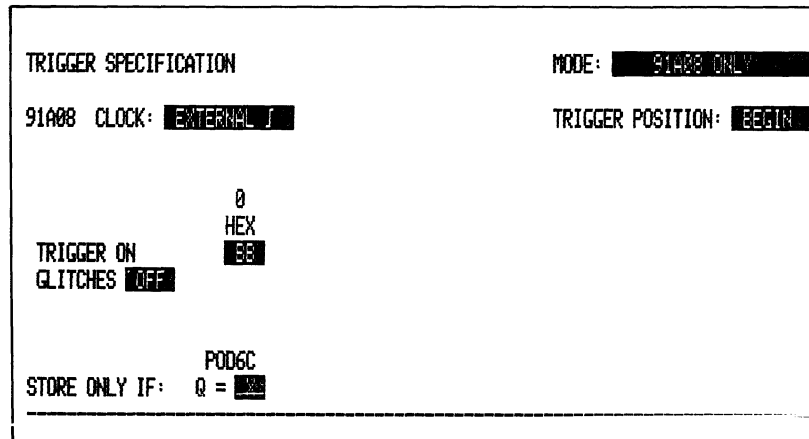 TRIGGER SPECIFICATION MODE: 91A08 ONLY
91A08 CLOCK: EXTERNAL ∫ TRIGGER POSITION: BEGIN
0
HEX
TRIGGER ON
GLITCHES OFF
POD6C
STORE ONLY IF: Q =